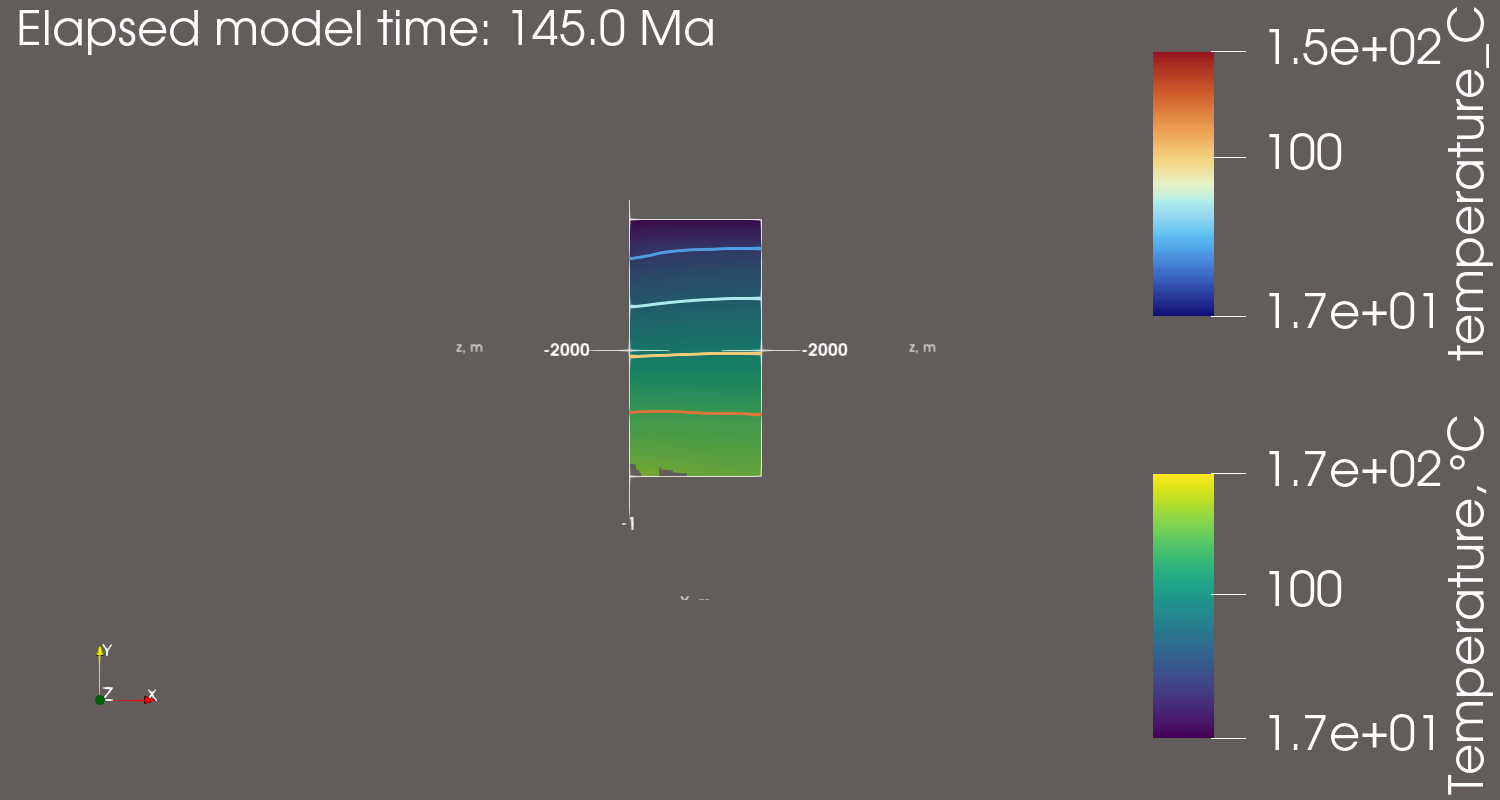 Elapsed model time: 145.0 Ma
1.5e+02
100
1.7e+01
temperature_C
z, m
-2000
-2000
z, m
-1
1.7e+02
100
1.7e+01
Temperature, °C
Y
Z
X